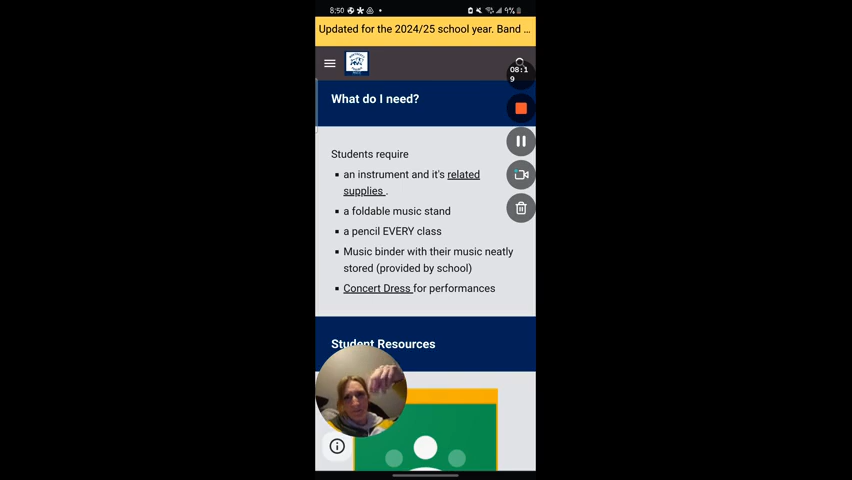 8:50
Updated for the 2024/25 school year. Band ...
08:1
9
What do I need?
Students require
an instrument and it's related
supplies .
a foldable music stand
a pencil EVERY class
Music binder with their music neatly
stored (provided by school)
Concert Dress for performances
Student Resources